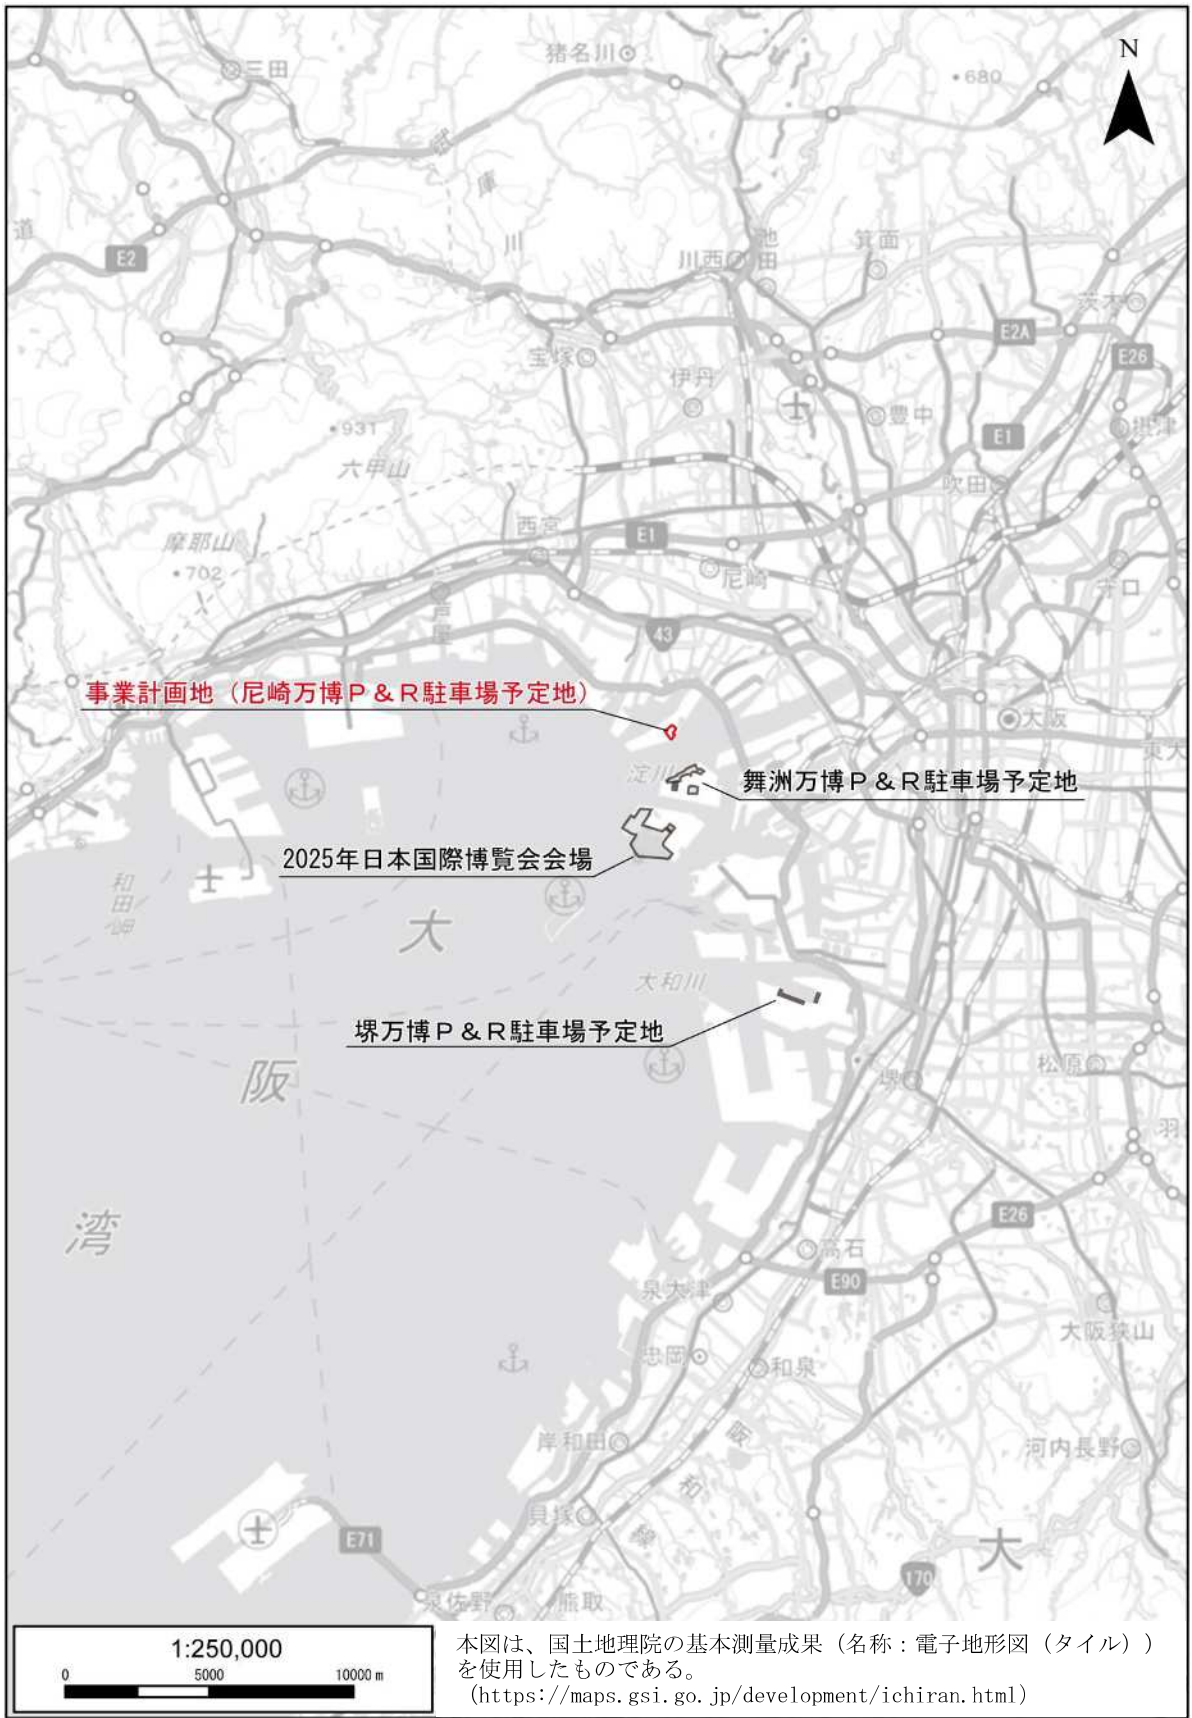 N
猪名川
三田
・680
武
庫
川
道
E2
池
田
川西
箕面
茨木
E2A
E26
宝塚
伊丹
豊中
E1
摂津
・931
六甲山
吹田
西宮
E1
摩耶山
・702
尼崎
守口
芦
屋
43
事業計画地（尼崎万博Ｐ＆Ｒ駐車場予定地）
大阪
東大
淀川
舞洲万博Ｐ＆Ｒ駐車場予定地
2025年日本国際博覧会会場
和
田
岬
大
大和川
堺万博Ｐ＆Ｒ駐車場予定地
松原
阪
堺
羽
湾
E26
高石
E90
泉大津
大阪狭山
忠岡
和泉
岸和田
阪
河内長野
和
貝塚
線
E71
大
170
泉佐野
熊取
1:250,000
0 5000 10000 m
本図は、国土地理院の基本測量成果（名称：電子地形図（タイル））
を使用したものである。
（https://maps.gsi.go.jp/development/ichiran.html）